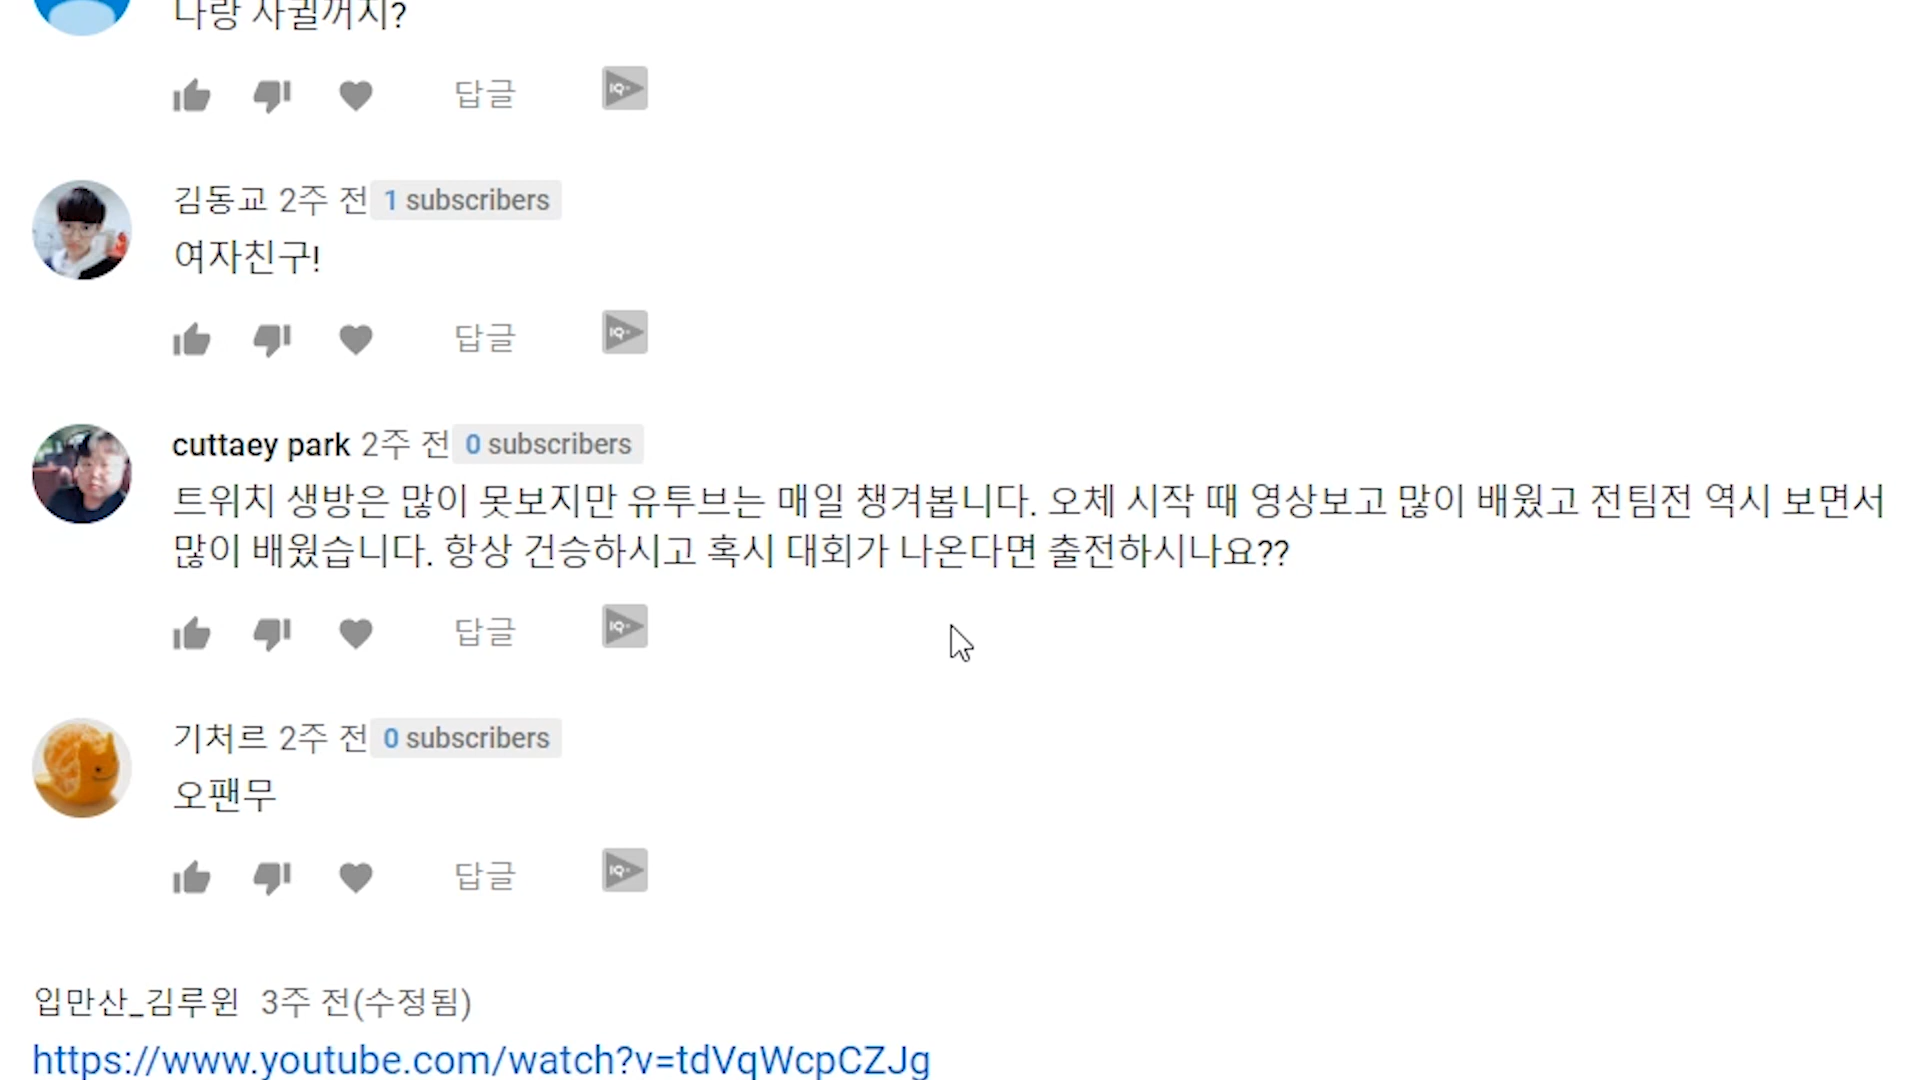 나랑 사귈꺼지?
답글
김동교 2주 전 1 subscribers
여자친구!
답글
cuttaey park 2주 전 0 subscribers
트위치 생방은 많이 못보지만 유투브는 매일 챙겨봅니다. 오체 시작 때 영상보고 많이 배웠고 전팀전 역시 보면서
많이 배웠습니다. 항상 건승하시고 혹시 대회가 나온다면 출전하시나요??
답글
기처르 2주 전 0 subscribers
오팬무
답글
입만산_김루윈 3주 전(수정됨)
https://www.youtube.com/watch?v=tdVqWcpCZJg